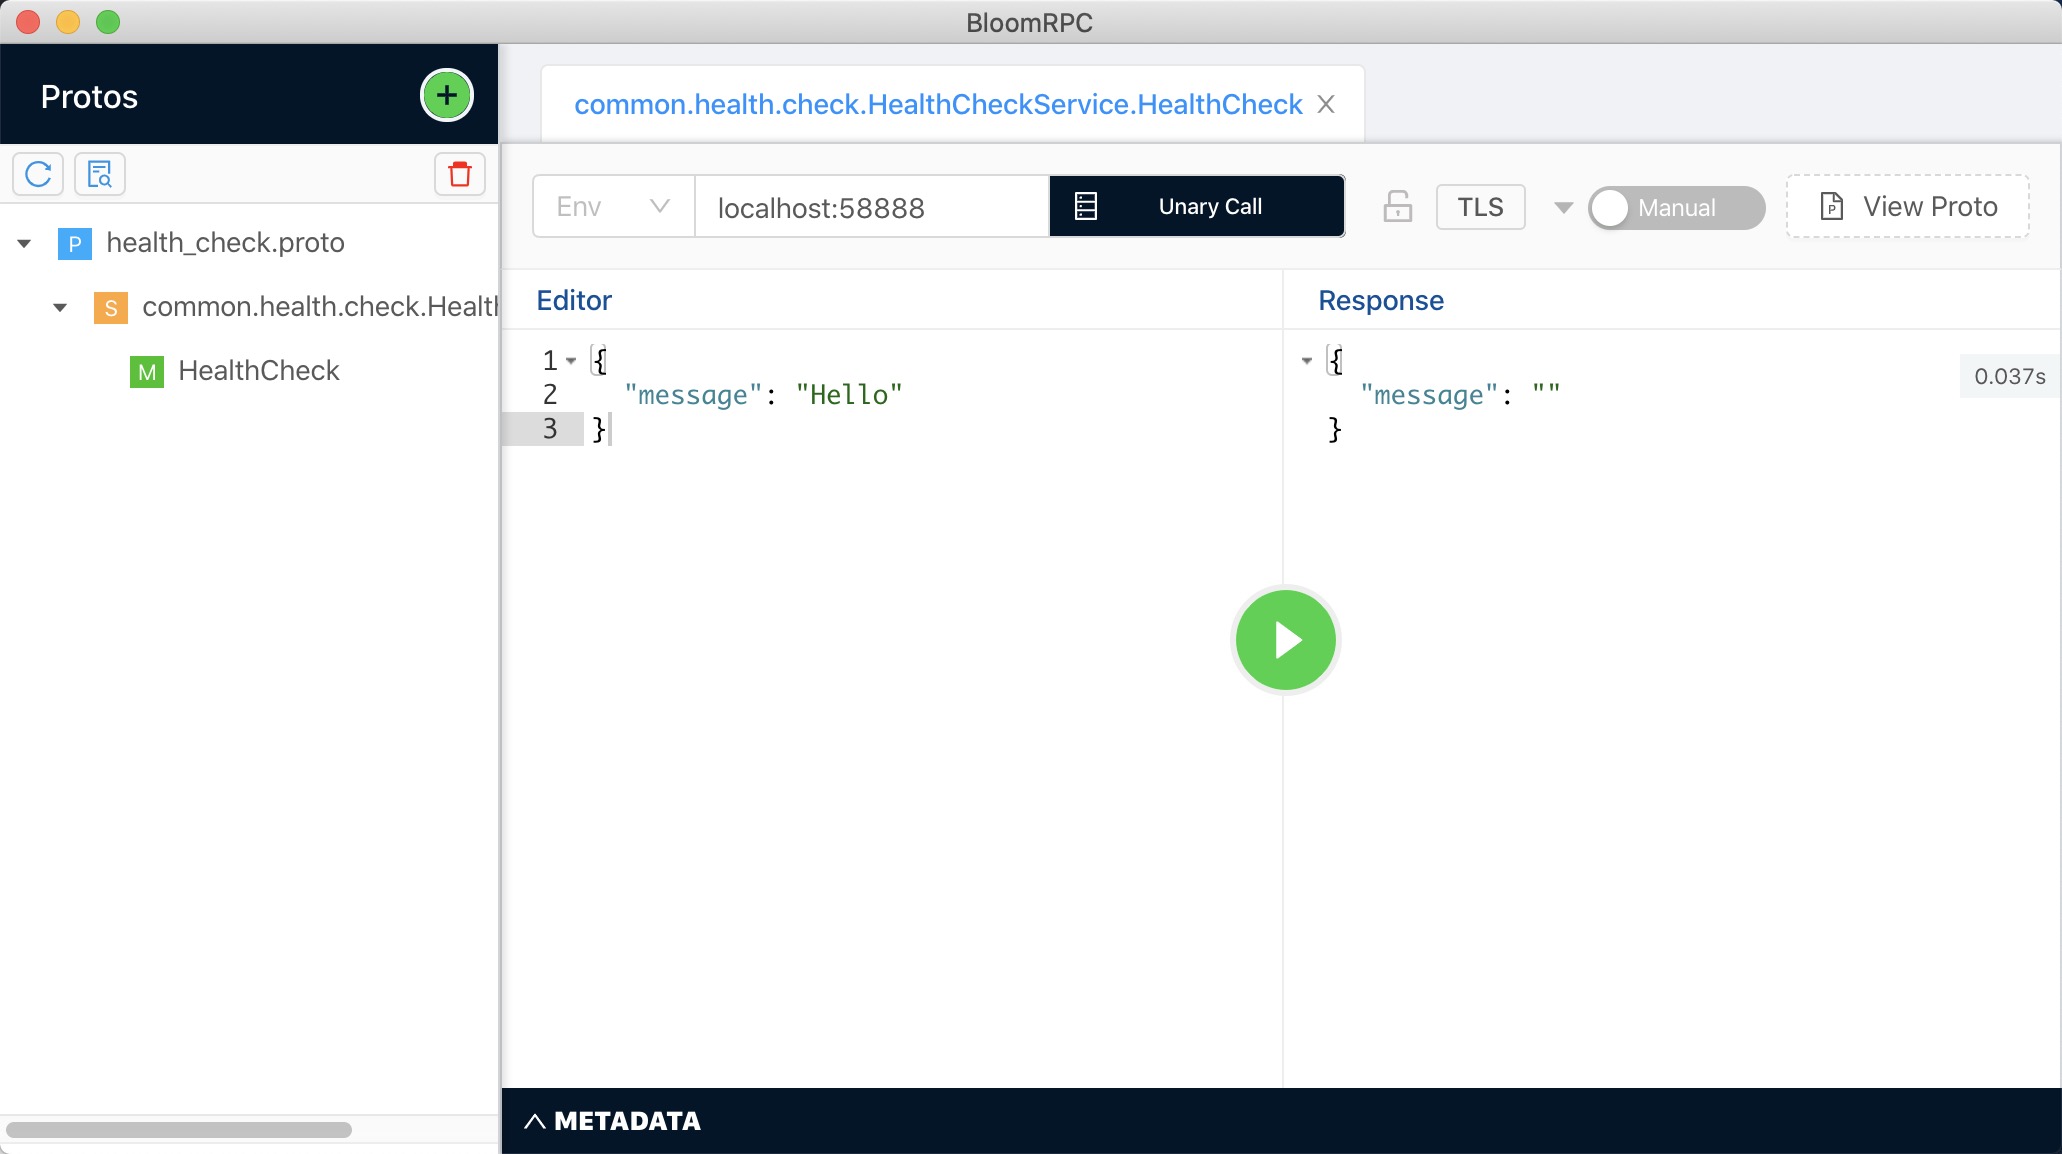 BloomRPC
Protos
common.health.check.HealthCheckService.HealthCheck
Env
localhost:58888
Unary Call
TLS
Manual
P View Proto
P health_check.proto
S common.health.check.Health
M HealthCheck
Editor
1 {
2 "message": "Hello"
3 }
Response
{
"message": ""
}
0.037s
METADATA